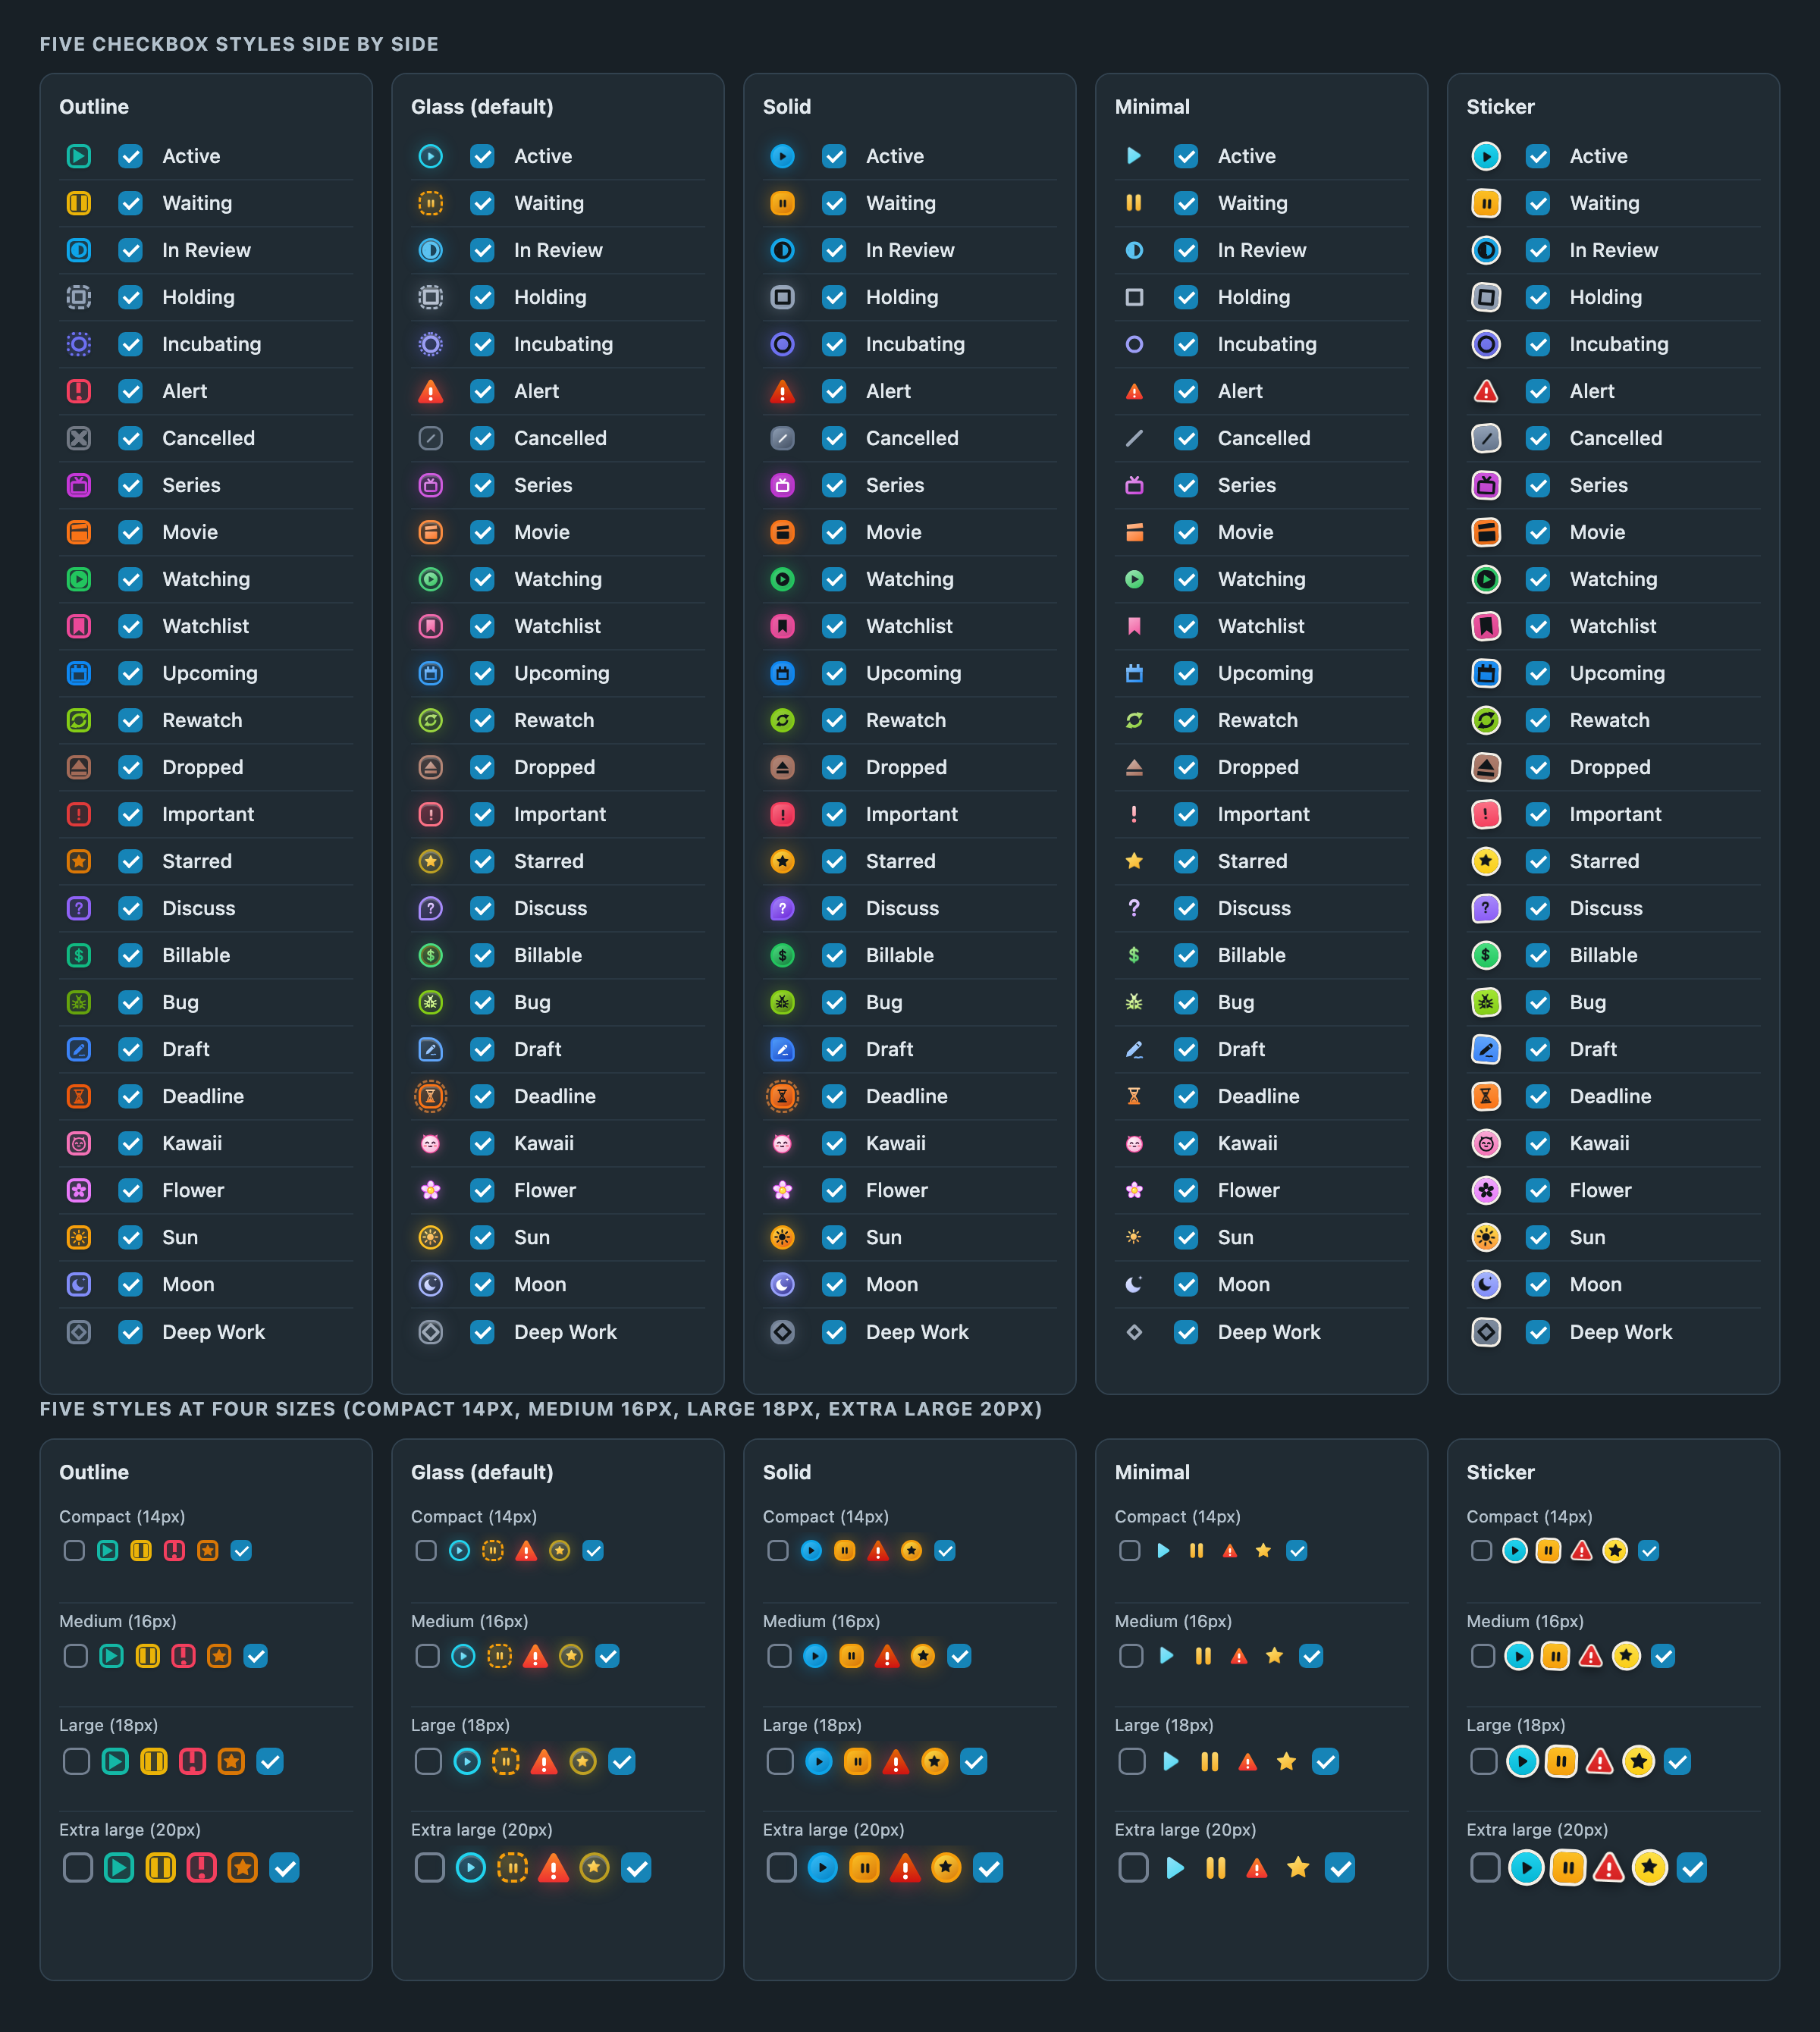 FIVE CHECKBOX STYLES SIDE BY SIDE
Outline
Active
Waiting
In Review
Holding
Incubating
Alert
Cancelled
Series
Movie
Watching
Watchlist
Upcoming
Rewatch
Dropped
Important
Starred
Discuss
Billable
Bug
Draft
Deadline
Kawaii
Flower
Sun
Moon
Deep Work
Glass (default)
Active
Waiting
In Review
Holding
Incubating
Alert
Cancelled
Series
Movie
Watching
Watchlist
Upcoming
Rewatch
Dropped
Important
Starred
Discuss
Billable
Bug
Draft
Deadline
Kawaii
Flower
Sun
Moon
Deep Work
Solid
Active
Waiting
In Review
Holding
Incubating
Alert
Cancelled
Series
Movie
Watching
Watchlist
Upcoming
Rewatch
Dropped
Important
Starred
Discuss
Billable
Bug
Draft
Deadline
Kawaii
Flower
Sun
Moon
Deep Work
Minimal
Active
Waiting
In Review
Holding
Incubating
Alert
Cancelled
Series
Movie
Watching
Watchlist
Upcoming
Rewatch
Dropped
Important
Starred
Discuss
Billable
Bug
Draft
Deadline
Kawaii
Flower
Sun
Moon
Deep Work
Sticker
Active
Waiting
In Review
Holding
Incubating
Alert
Cancelled
Series
Movie
Watching
Watchlist
Upcoming
Rewatch
Dropped
Important
Starred
Discuss
Billable
Bug
Draft
Deadline
Kawaii
Flower
Sun
Moon
Deep Work
FIVE STYLES AT FOUR SIZES (COMPACT 14PX, MEDIUM 16PX, LARGE 18PX, EXTRA LARGE 20PX)
Outline
Compact (14px)
Medium (16px)
Large (18px)
Extra large (20px)
Glass (default)
Compact (14px)
Medium (16px)
Large (18px)
Extra large (20px)
Solid
Compact (14px)
Medium (16px)
Large (18px)
Extra large (20px)
Minimal
Compact (14px)
Medium (16px)
Large (18px)
Extra large (20px)
Sticker
Compact (14px)
Medium (16px)
Large (18px)
Extra large (20px)